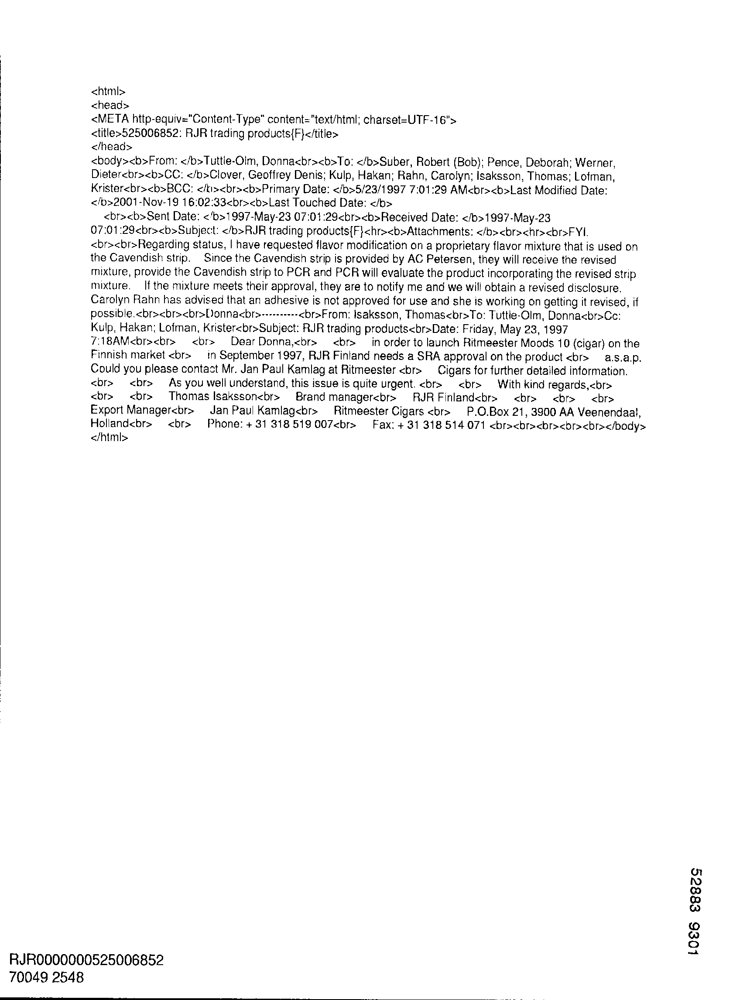 <html>
<head>
<META http-equiv="Content-Type" content="text/html; charset=UTF-16">
<title>525006852: RJR trading products{F}</title>
</head>
<body><b>From: </b>Tuttle-Olm, Donna<br><b>To: </b>Suber, Robert (Bob); Pence, Deborah; Werner,
Dieter<br><b>CC: </b>Clover, Geoffrey Denis; Kulp, Hakan; Rahn, Carolyn; Isaksson, Thomas; Lofman,
Krister<br><b>BCC: </b><br><b>Primary Date: </b>5/23/1997 7:01:29 AM<br><b>Last Modified Date:
</b>2001-Nov-19 16:02:33<br><b>Last Touched Date: </b>
<br><b>Sent Date: </b>1997-May-23 07:01:29<br><b>Received Date: </b>1997-May-23
07:01:29<br><b>Subject: </b>RJR trading products{F}<hr><b>Attachments: </b><br><hr><br>FYI.
<br><br>Regarding status, I have requested flavor modification on a proprietary flavor mixture that is used on
the Cavendish strip. Since the Cavendish strip is provided by AC Petersen, they will receive the revised
mixture, provide the Cavendish strip to PCR and PCR will evaluate the product incorporating the revised strip
mixture. If the mixture meets their approval, they are to notify me and we will obtain a revised disclosure.
Carolyn Rahn has advised that an adhesive is not approved for use and she is working on getting it revised, if
possible.<br><br><br>Donna<br>----------<br>From: Isaksson, Thomas<br>To: Tuttle-Olm, Donna<br>Cc:
Kulp, Hakan; Lofman, Krister<br>Subject: RJR trading products<br>Date: Friday, May 23, 1997
7:18AM<br><br> <br> Dear Donna,<br> <br> in order to launch Ritmeester Moods 10 (cigar) on the
Finnish market <br> in September 1997, RJR Finland needs a SRA approval on the product <br> a.s.a.p.
Could you please contact Mr. Jan Paul Kamlag at Ritmeester <br> Cigars for further detailed information.
<br> <br> As you well understand, this issue is quite urgent. <br> <br> With kind regards,<br>
<br> <br> Thomas Isaksson<br> Brand manager<br> RJR Finland<br> <br> <br> <br>
Export Manager<br> Jan Paul Kamlag<br> Ritmeester Cigars <br> P.O.Box 21, 3900 AA Veenendaal,
Holland<br> <br> Phone: + 31 318 519 007<br> Fax: + 31 318 514 071 <br><br><br><br><br></body>
</html>
52883 9301
RJR0000000525006852
70049 2548